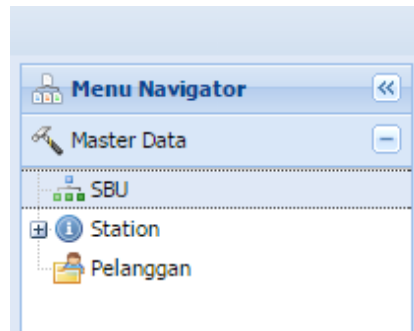 Menu Navigator
Master Data
SBU
Station
Pelanggan